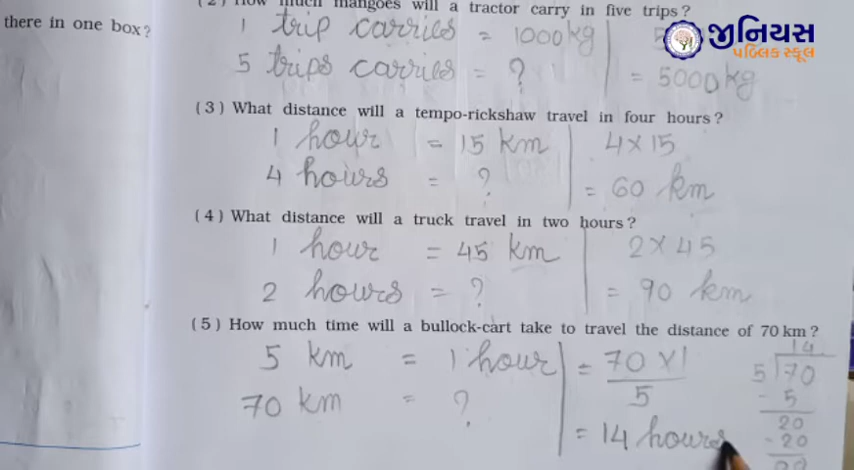 (2) How much mangoes will a tractor carry in five trips?
there in one box?
1 trip carries = 1000 kg
5 trips carries = ?
= 5000 kg
જીનિયસ
પબ્લિક સ્કૂલ
(3) What distance will a tempo-rickshaw travel in four hours?
1 hour = 15 km 4 × 15
4 hours = ? = 60 km
(4) What distance will a truck travel in two hours?
1 hour = 45 km 2 × 45
2 hours = ? = 90 km
(5) How much time will a bullock-cart take to travel the distance of 70 km?
5 km = 1 hour = 70 × 1
5
70 km = ?
= 14 hours
14
5 70
- 5
20
- 20
00